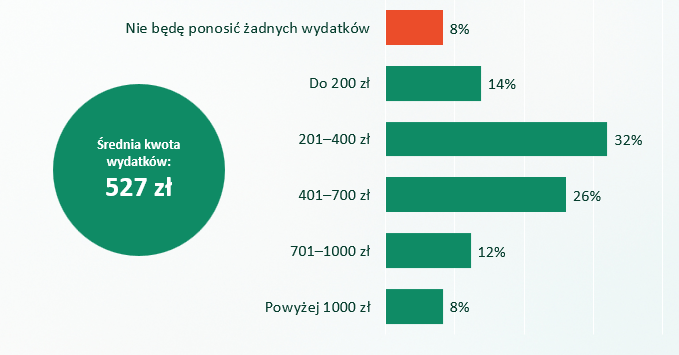 Nie będę ponosić żadnych wydatków
8%
Do 200 zł
14%
Średnia kwota
wydatków:
527 zł
201–400 zł
32%
401–700 zł
26%
701–1000 zł
12%
Powyżej 1000 zł
8%